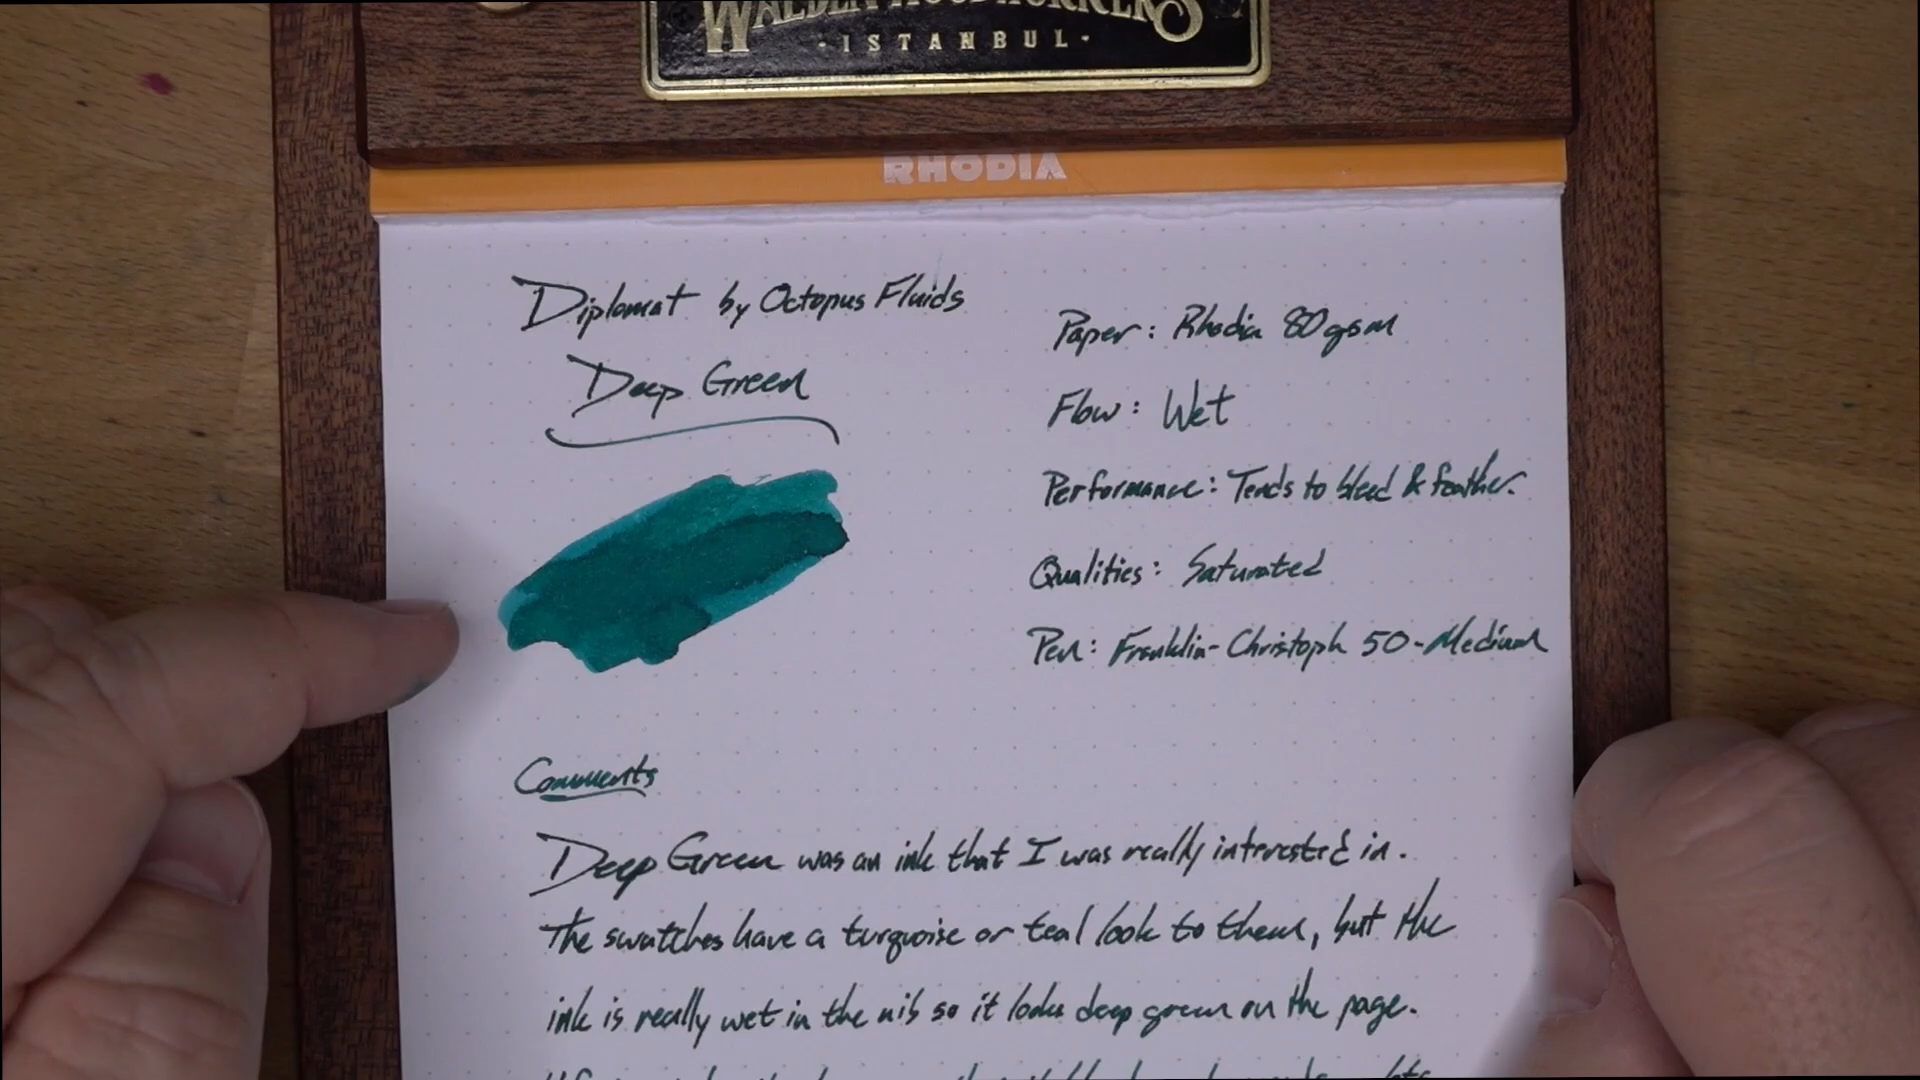 WALDEN WOODWORKERS
· ISTANBUL ·
RHODIA
Diplomat by Octopus Fluids
Deep Green
Paper: Rhodia 80gsm
Flow: Wet
Performance: Tends to bleed & feather.
Qualities: Saturated
Pen: Franklin-Christoph 50-Medium
Comments
Deep Green was an ink that I was really interested in.
The swatches have a turquoise or teal look to them, but the
ink is really wet in the nib so it looks deep green on the page.